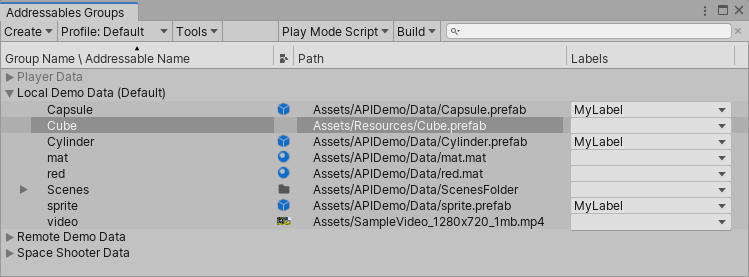 Addressables Groups
Create Profile: Default Tools Play Mode Script Build
Group Name \ Addressable Name Path Labels
Player Data
Local Demo Data (Default)
Capsule Assets/APIDemo/Data/Capsule.prefab MyLabel
Cube Assets/Resources/Cube.prefab
Cylinder Assets/APIDemo/Data/Cylinder.prefab MyLabel
mat Assets/APIDemo/Data/mat.mat
red Assets/APIDemo/Data/red.mat
Scenes Assets/APIDemo/Data/ScenesFolder
sprite Assets/APIDemo/Data/sprite.prefab MyLabel
video Assets/SampleVideo_1280x720_1mb.mp4
Remote Demo Data
Space Shooter Data